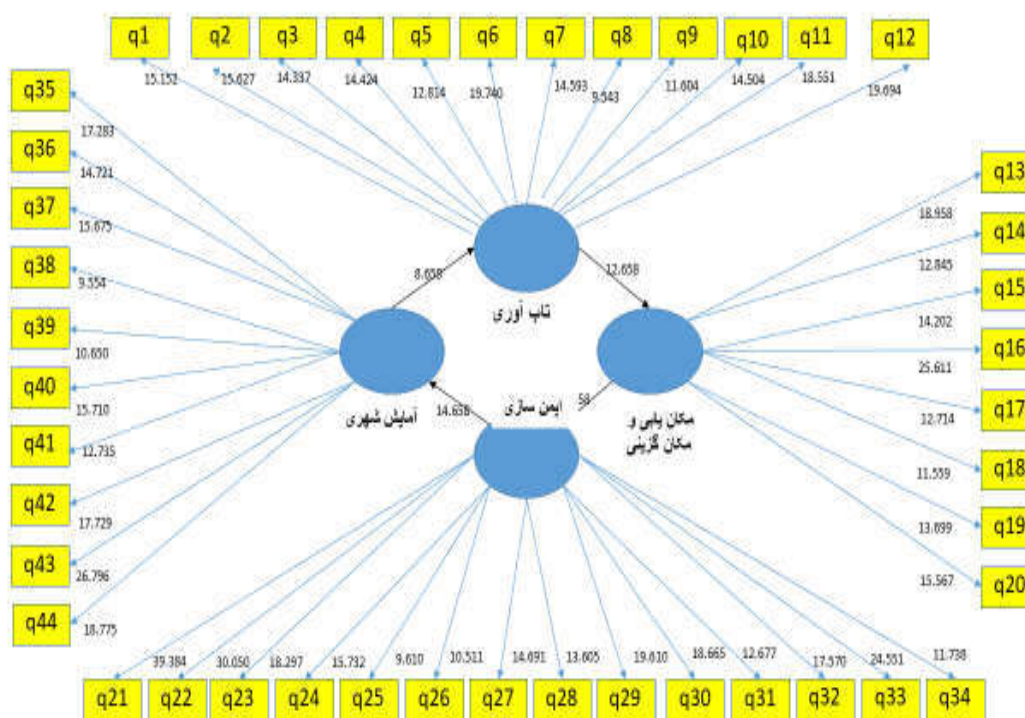 q1 q2 q3 q4 q5 q6 q7 q8 q9 q10 q11 q12
15.152 15.627 14.337 14.424 12.814 19.740 14.593 9.543 11.604 14.504 18.551 19.694
q35
17.283
q36
14.721
q37
15.675
q38
9.354
q39
10.650
q40
15.710
q41
12.735
q42
17.729
q43
26.796
q44
18.775
q13
18.958
q14
12.845
q15
14.202
q16
25.611
q17
12.714
q18
11.559
q19
13.699
q20
15.567
8.658 12.658
تاپ آوری
14.658 ایمن سازی 58
آمایش شهری
مکان یابی و
مکان گزینی
39.384 30.050 18.297 15.732 9.610 10.511 14.691 13.605 19.610 18.665 12.677 17.570 24.551 11.738
q21 q22 q23 q24 q25 q26 q27 q28 q29 q30 q31 q32 q33 q34